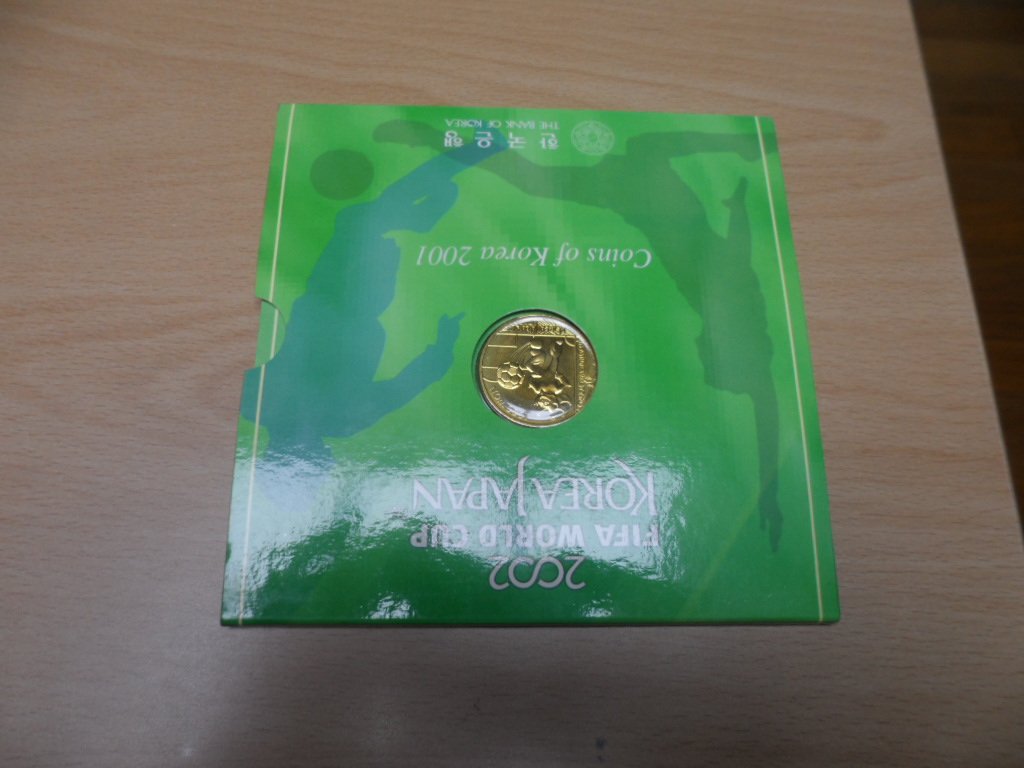 2002
FIFA WORLD CUP
KOREA JAPAN
Coins of Korea 2001
한국은행
THE BANK OF KOREA